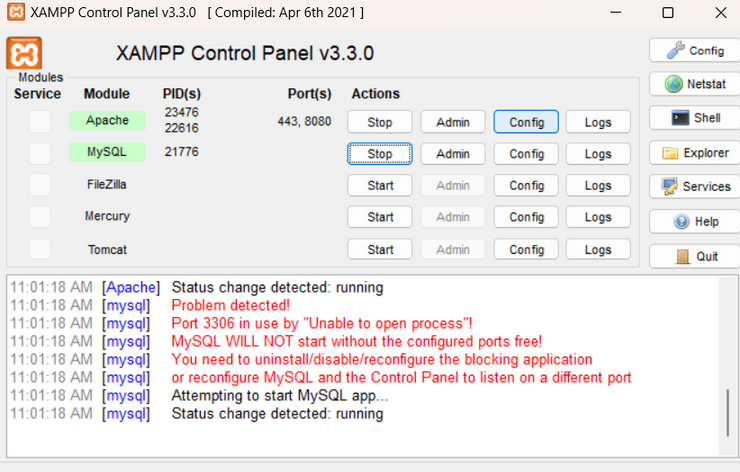 XAMPP Control Panel v3.3.0 [ Compiled: Apr 6th 2021 ]
XAMPP Control Panel v3.3.0
Config
Modules
Service Module PID(s) Port(s) Actions
Netstat
Apache 23476 22616 443, 8080 Stop Admin Config Logs
Shell
MySQL 21776 Stop Admin Config Logs
Explorer
FileZilla Start Admin Config Logs
Services
Mercury Start Admin Config Logs
Help
Tomcat Start Admin Config Logs
Quit
11:01:18 AM [Apache] Status change detected: running
11:01:18 AM [mysql] Problem detected!
11:01:18 AM [mysql] Port 3306 in use by "Unable to open process"!
11:01:18 AM [mysql] MySQL WILL NOT start without the configured ports free!
11:01:18 AM [mysql] You need to uninstall/disable/reconfigure the blocking application
11:01:18 AM [mysql] or reconfigure MySQL and the Control Panel to listen on a different port
11:01:18 AM [mysql] Attempting to start MySQL app...
11:01:18 AM [mysql] Status change detected: running